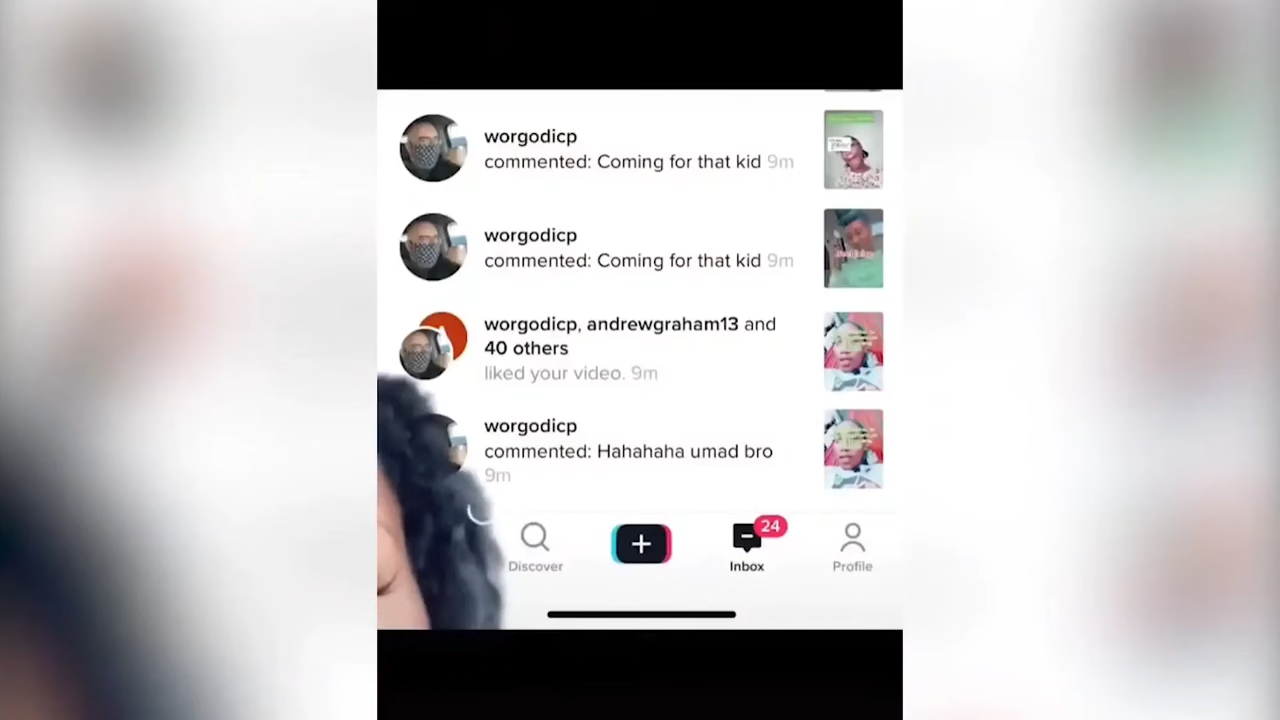 worgodicp
commented: Coming for that kid 9m
worgodicp
commented: Coming for that kid 9m
worgodicp, andrewgraham13 and
40 others
liked your video. 9m
worgodicp
commented: Hahahaha umad bro
9m
24
Discover
Inbox
Profile